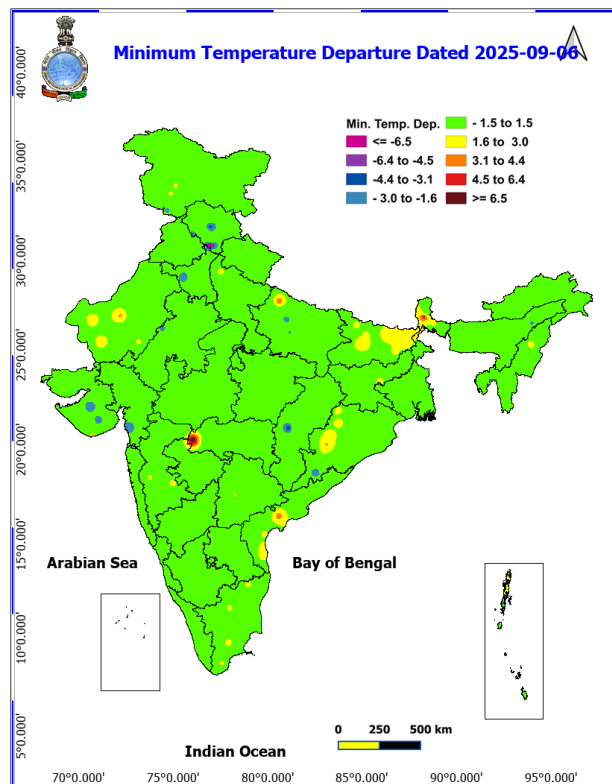 Minimum Temperature Departure Dated 2025-09-06
Min. Temp. Dep.
<= -6.5
-6.4 to -4.5
-4.4 to -3.1
- 3.0 to -1.6
- 1.5 to 1.5
1.6 to 3.0
3.1 to 4.4
4.5 to 6.4
>= 6.5
40°0.000'
35°0.000'
30°0.000'
25°0.000'
20°0.000'
15°0.000'
10°0.000'
5°0.000'
Arabian Sea
Bay of Bengal
Indian Ocean
0 250 500 km
70°0.000' 75°0.000' 80°0.000' 85°0.000' 90°0.000' 95°0.000'